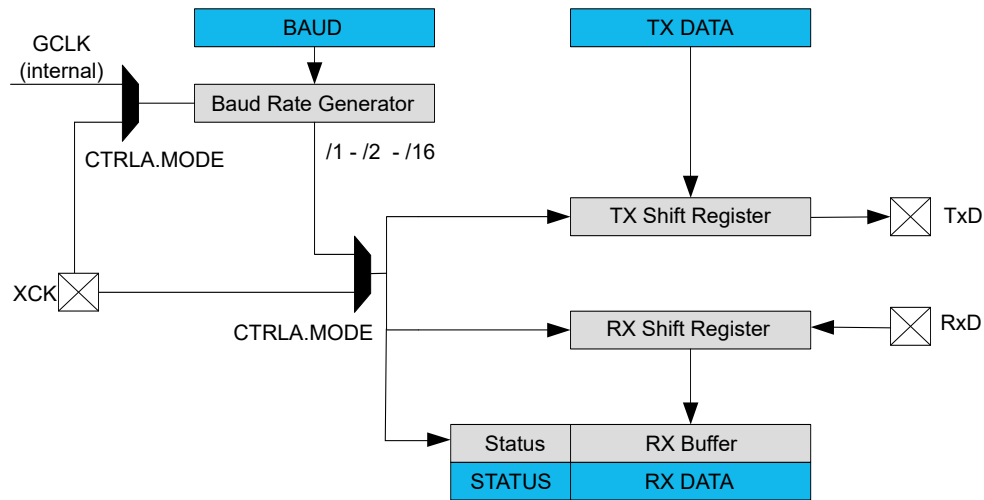 BAUD
TX DATA
GCLK
(internal)
Baud Rate Generator
/1 - /2 - /16
CTRLA.MODE
TX Shift Register
TxD
XCK
CTRLA.MODE
RX Shift Register
RxD
Status
RX Buffer
STATUS
RX DATA